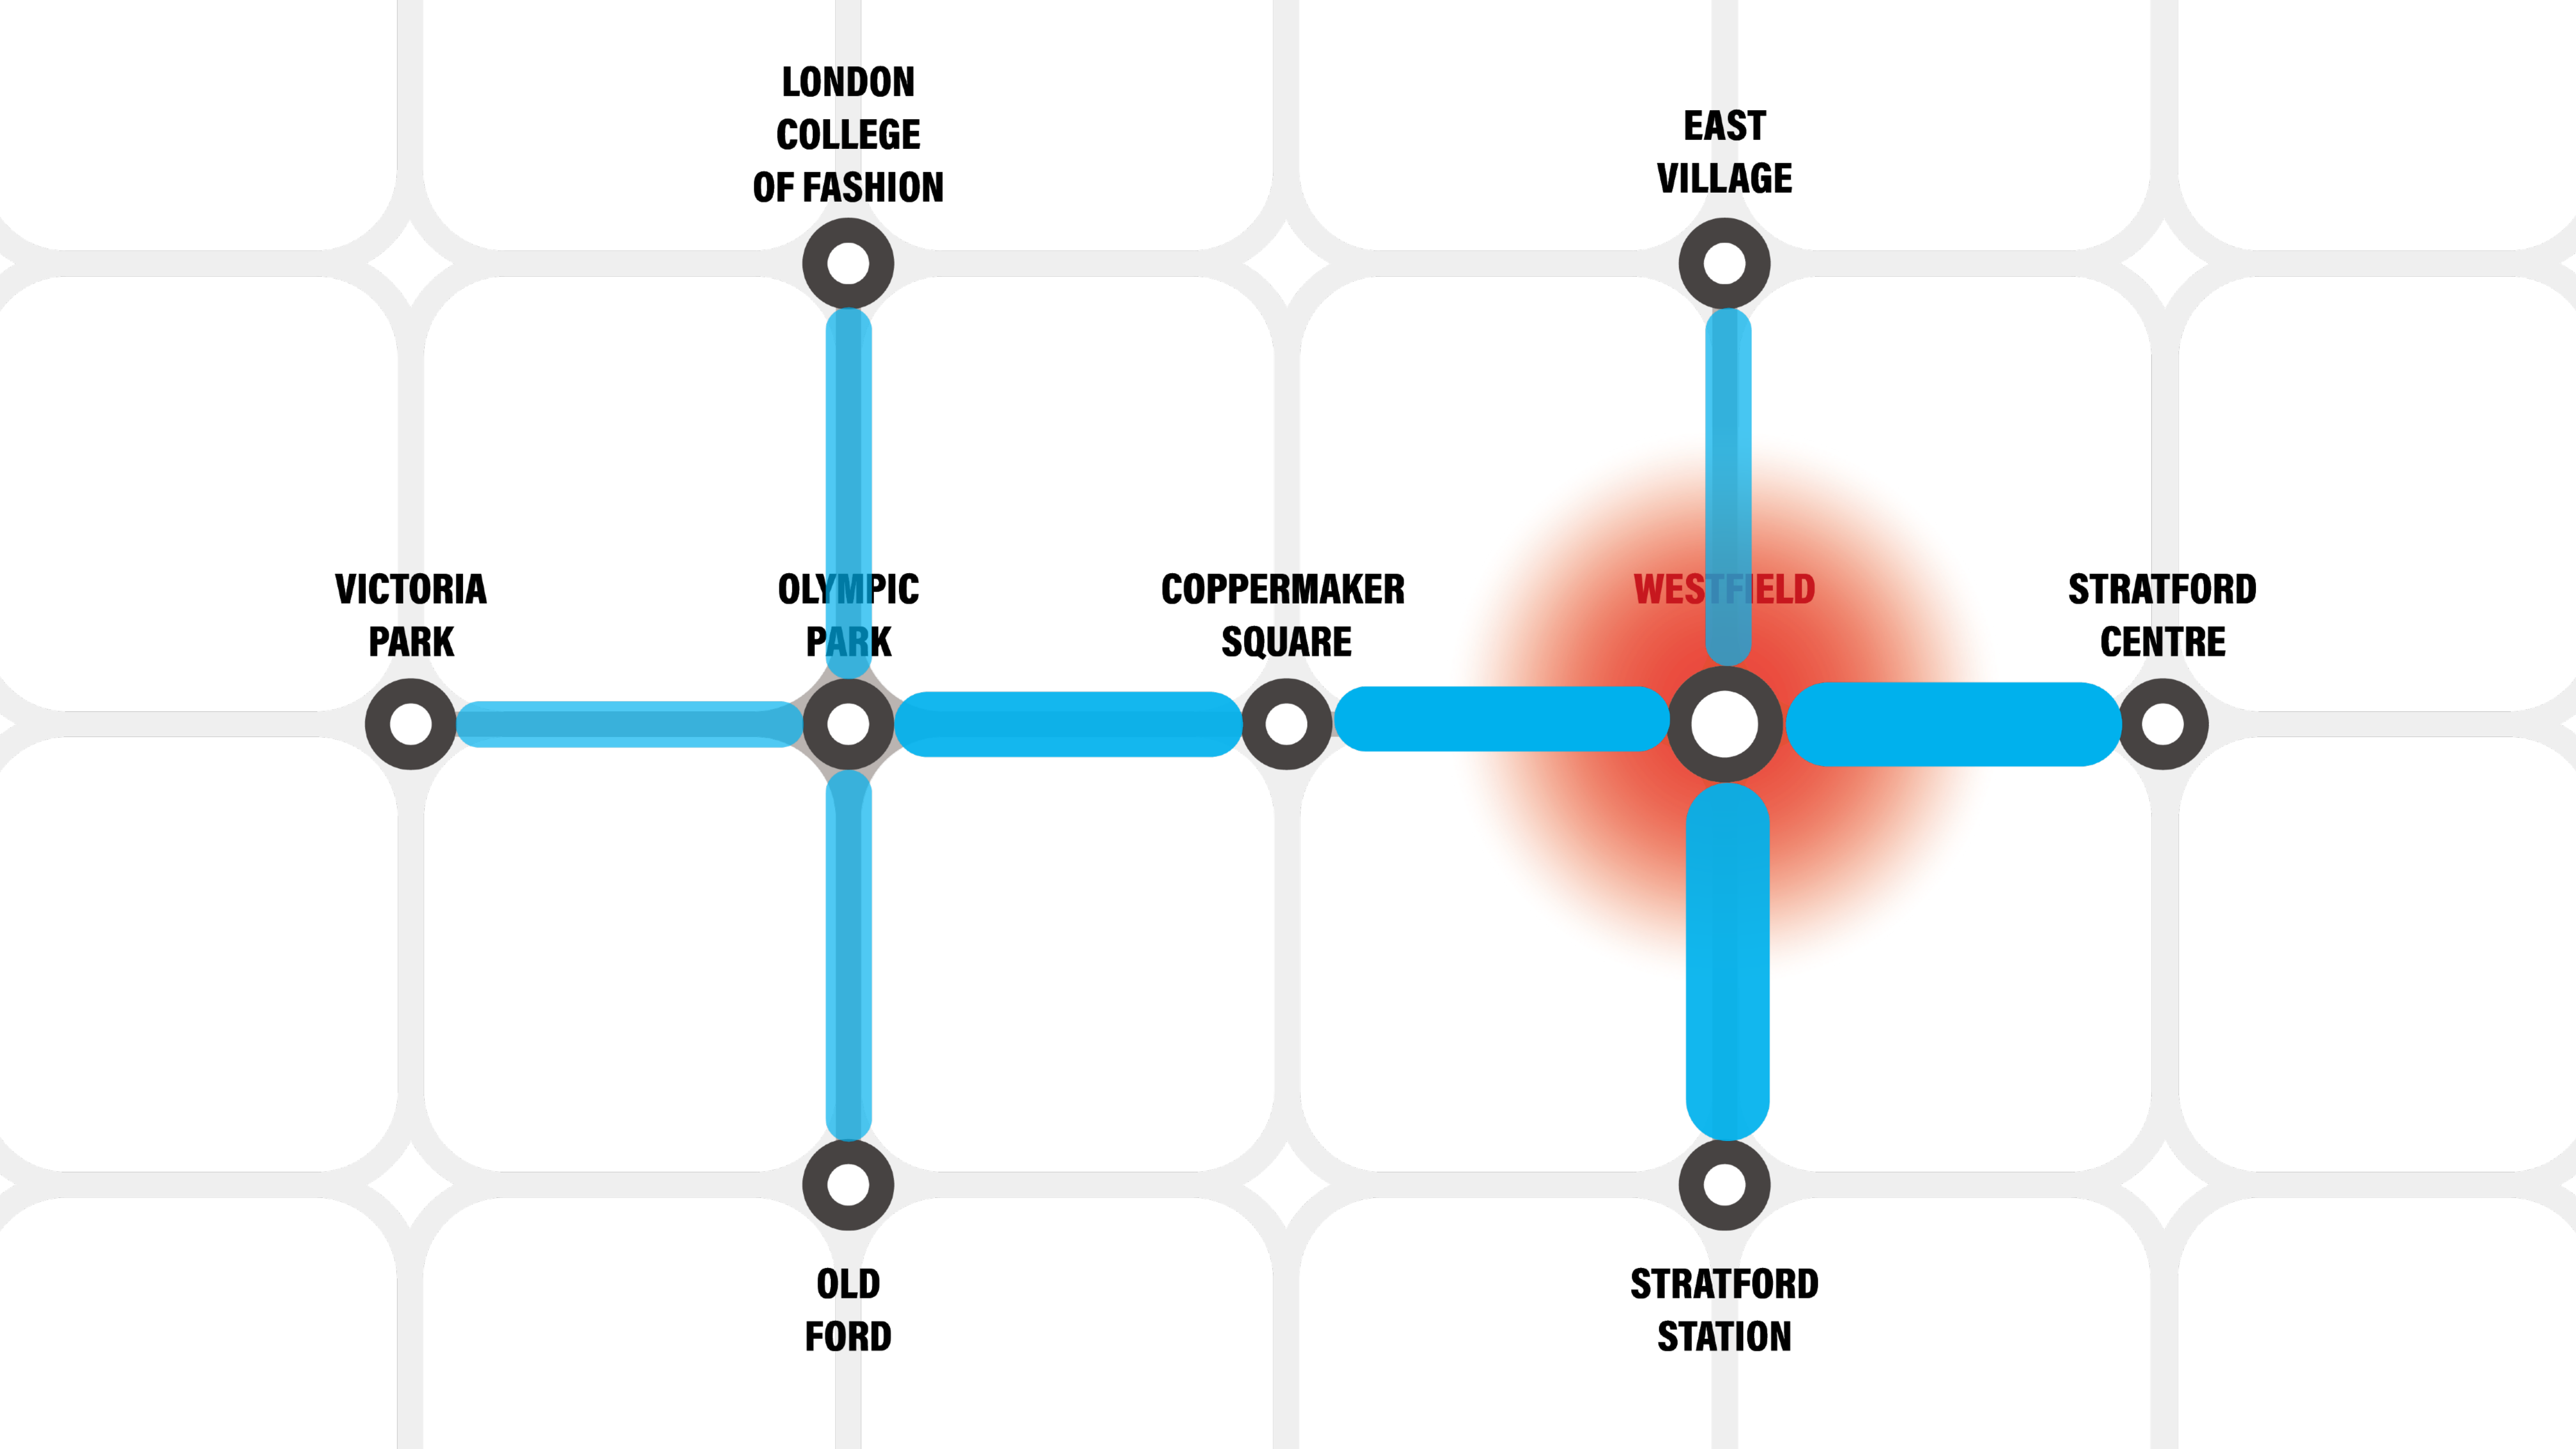 LONDON
COLLEGE
OF FASHION
EAST
VILLAGE
VICTORIA
PARK
OLYMPIC
PARK
COPPERMAKER
SQUARE
WESTFIELD
STRATFORD
CENTRE
OLD
FORD
STRATFORD
STATION